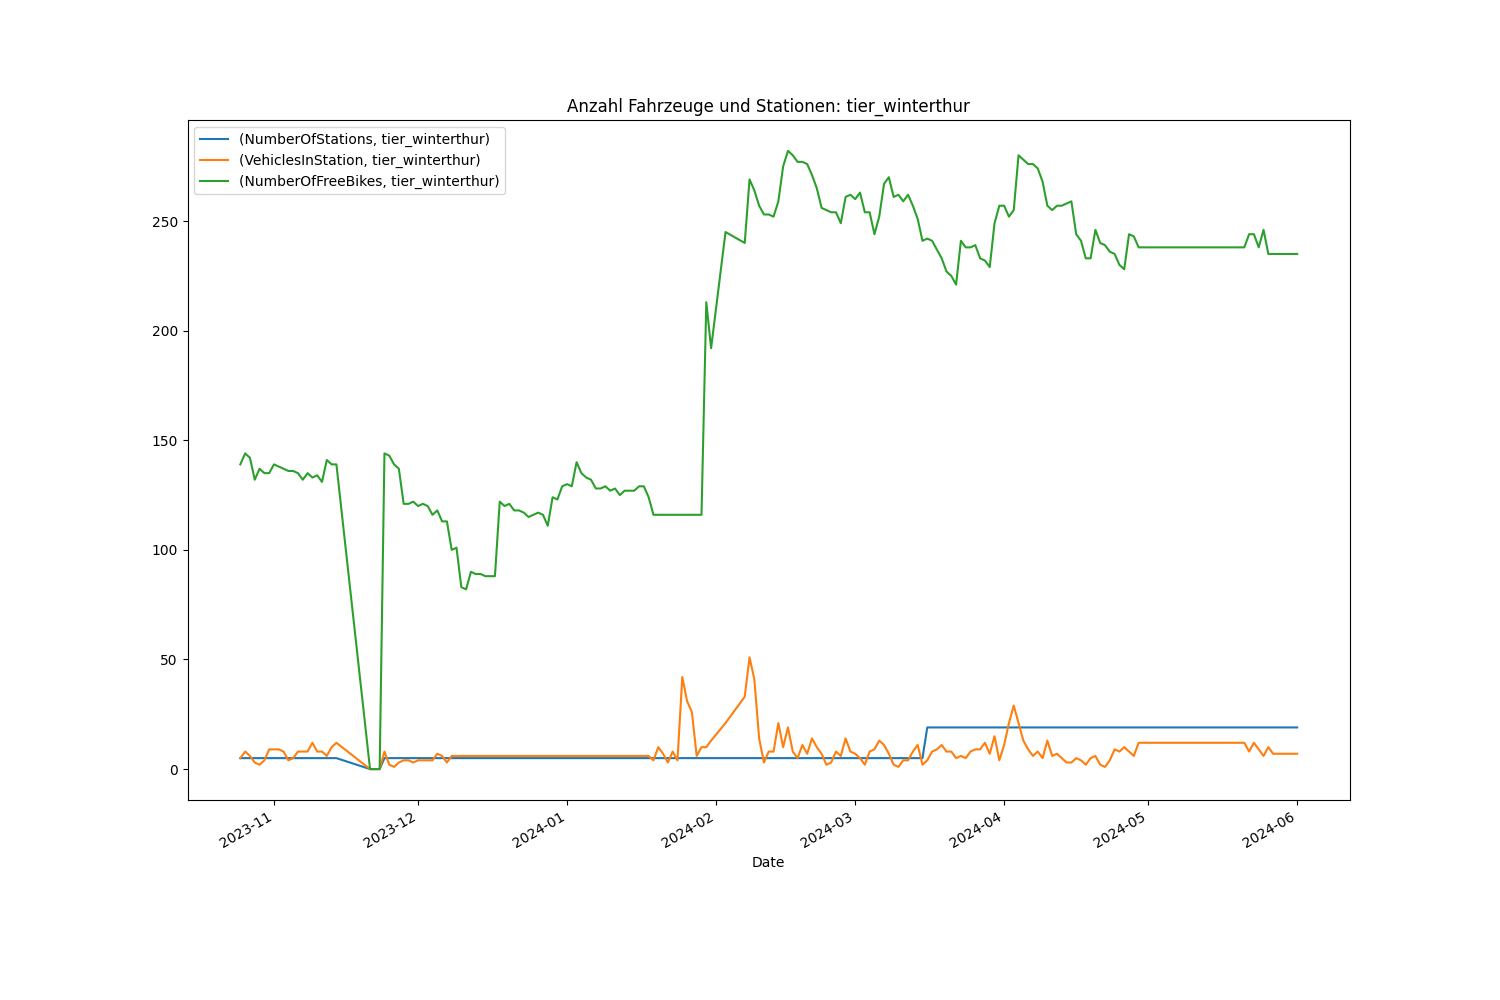 Anzahl Fahrzeuge und Stationen: tier_winterthur
(NumberOfStations, tier_winterthur)
(VehiclesInStation, tier_winterthur)
(NumberOfFreeBikes, tier_winterthur)
250
200
150
100
50
0
2023-11
2023-12
2024-01
2024-02
2024-03
2024-04
2024-05
2024-06
Date